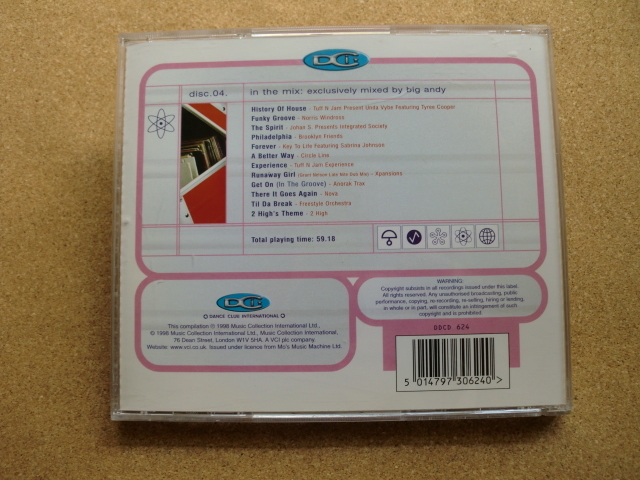 DCI
disc.04. in the mix: exclusively mixed by big andy
History Of House - Tuff N Jam Present Unda Vybe Featuring Tyree Cooper
Funky Groove - Norris Windross
The Spirit - Johan S. Presents Integrated Society
Philadelphia - Brooklyn Friends
Forever - Key To Life Featuring Sabrina Johnson
A Better Way - Circle Line
Experience - Tuff N Jam Experience
Runaway Girl - Xpansions
Get On (In The Groove) - Anorak Trax
There It Goes Again - Nova
Til Da Break - Freestyle Orchestra
2 High's Theme - 2 High
Total playing time: 59.18
DCI
DANCE CLUB INTERNATIONAL
This compilation ℗ 1998 Music Collection International Ltd.,
© 1998 Music Collection International Ltd., Music Collection International,
76 Dean Street, London W1V 5HA. A VCI plc company.
Website: www.vci.co.uk. Issued under licence from Mo's Music Machine Ltd.
WARNING:
Copyright subsists in all recordings issued under this label.
All rights reserved. Any unauthorised broadcasting, public
performance, copying, re-recording, re-selling, hiring or lending
in whole or in part, will constitute an infringement of such
copyright and is prohibited.
DDCD 624
5 014797 306240 >